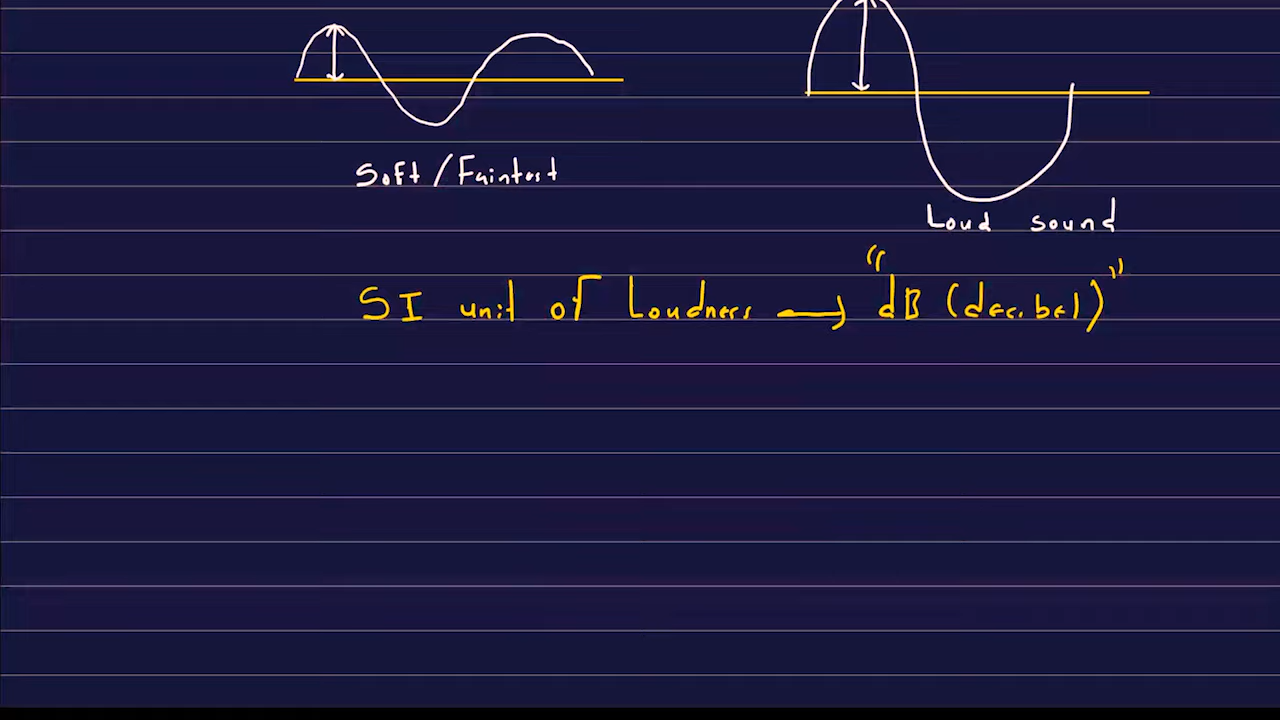 Soft / Faintest
Loud sound
SI unit of Loudness → "dB (decibel)"